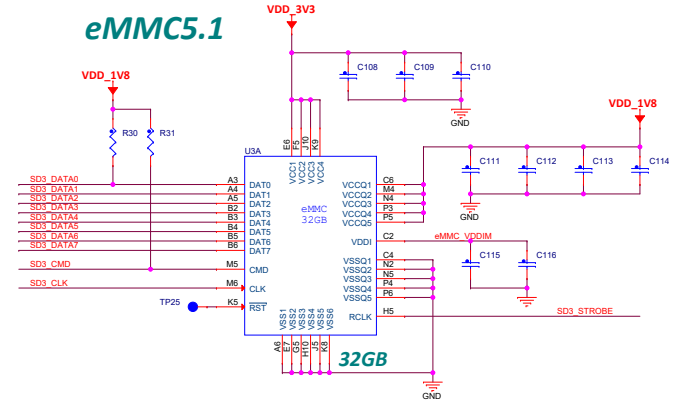 eMMC5.1
VDD_3V3
VDD_1V8
C108
C109
C110
GND
VDD_1V8
R30
R31
U3A
E6
F5
J10
K9
VCC1
VCC2
VCC3
VCC4
C111
C112
C113
C114
GND
SD3_DATA0
A3
DAT0
SD3_DATA1
A4
DAT1
SD3_DATA2
A5
DAT2
SD3_DATA3
B2
DAT3
SD3_DATA4
B3
DAT4
SD3_DATA5
B4
DAT5
SD3_DATA6
B5
DAT6
SD3_DATA7
B6
DAT7
eMMC
32GB
VCCQ1
C6
VCCQ2
M4
VCCQ3
N4
VCCQ4
P3
VCCQ5
P5
VDDI
C2
eMMC_VDDIM
C115
C116
SD3_CMD
M5
CMD
SD3_CLK
M6
CLK
TP25
K5
RST
VSSQ1
C4
VSSQ2
N2
VSSQ3
N5
VSSQ4
P4
VSSQ5
P6
RCLK
H5
SD3_STROBE
VSS1
VSS2
VSS3
VSS4
VSS5
VSS6
A6
E7
G5
H10
J5
K8
32GB
GND